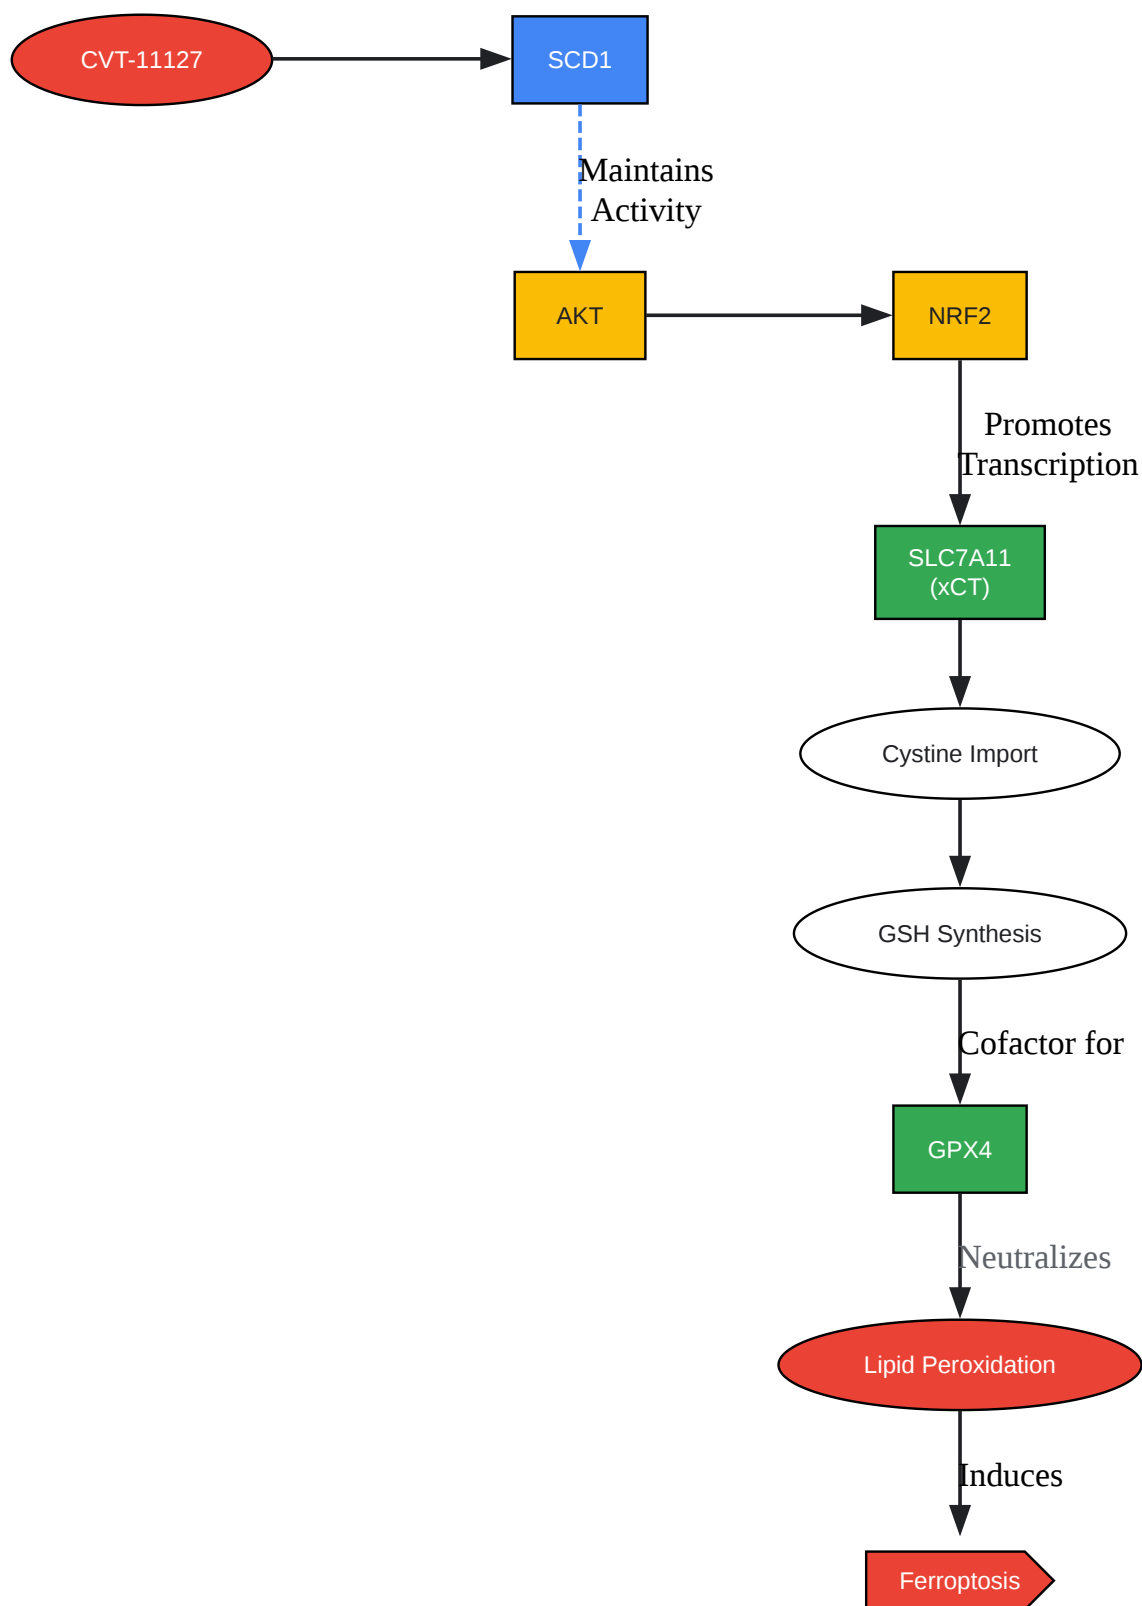 CVT-11127
SCD1
Maintains
Activity
AKT
NRF2
Promotes
Transcription
SLC7A11
(xCT)
Cystine Import
GSH Synthesis
Cofactor for
GPX4
Neutralizes
Lipid Peroxidation
Induces
Ferroptosis